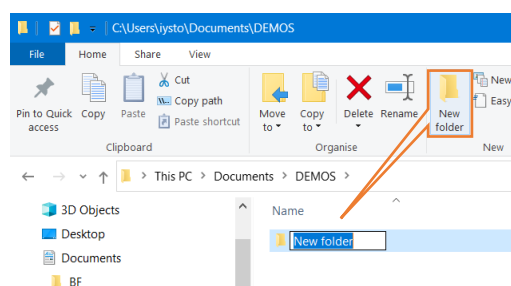 C:\Users\iysto\Documents\DEMOS
File Home Share View
Pin to Quick access
Copy
Paste
Cut
Copy path
Paste shortcut
Clipboard
Move to
Copy to
Delete
Rename
Organise
New folder
New
Easy
New
This PC > Documents > DEMOS >
3D Objects
Desktop
Documents
BF
Name
New folder